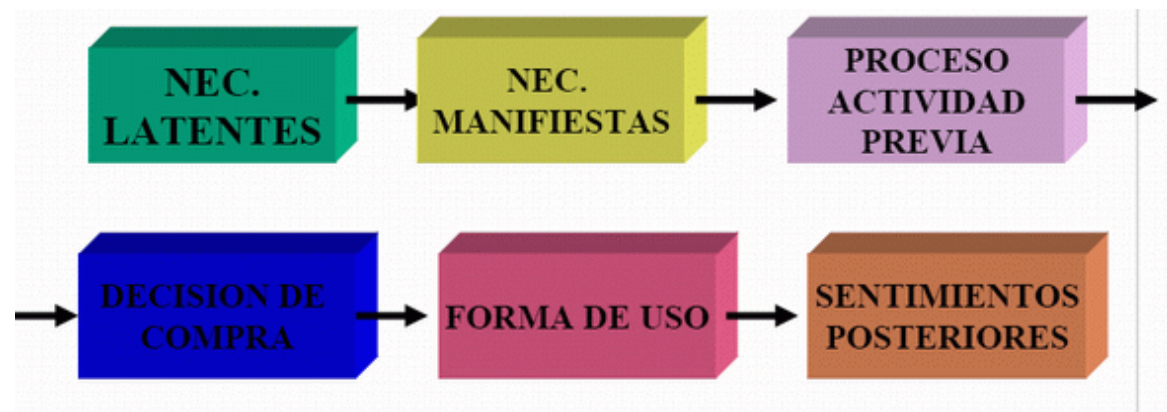 NEC.
LATENTES
NEC.
MANIFIESTAS
PROCESO
ACTIVIDAD
PREVIA
DECISION DE
COMPRA
FORMA DE USO
SENTIMIENTOS
POSTERIORES